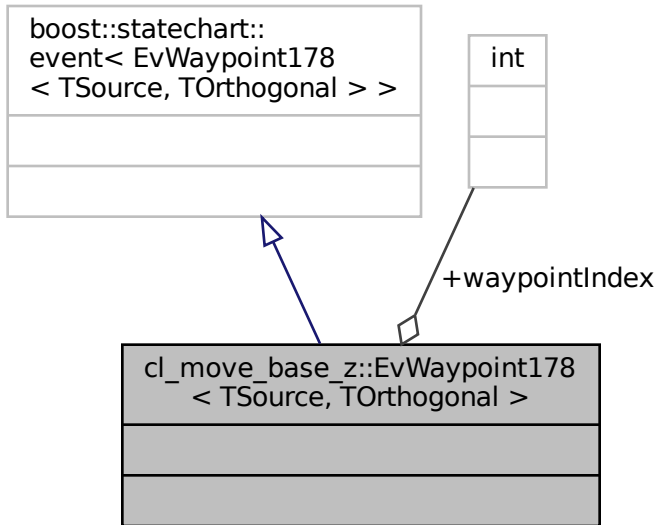 boost::statechart::
event< EvWaypoint178
< TSource, TOrthogonal > >
int
+waypointIndex
cl_move_base_z::EvWaypoint178
< TSource, TOrthogonal >